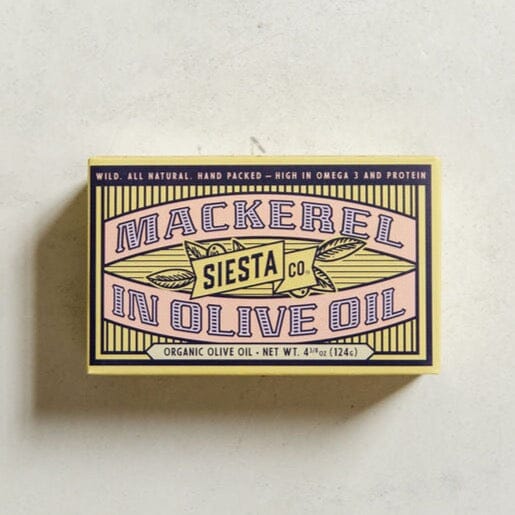 WILD. ALL NATURAL. HAND PACKED — HIGH IN OMEGA 3 AND PROTEIN
MACKEREL
SIESTA CO.
IN OLIVE OIL
ORGANIC OLIVE OIL • NET WT. 4 3/8 OZ (124G)